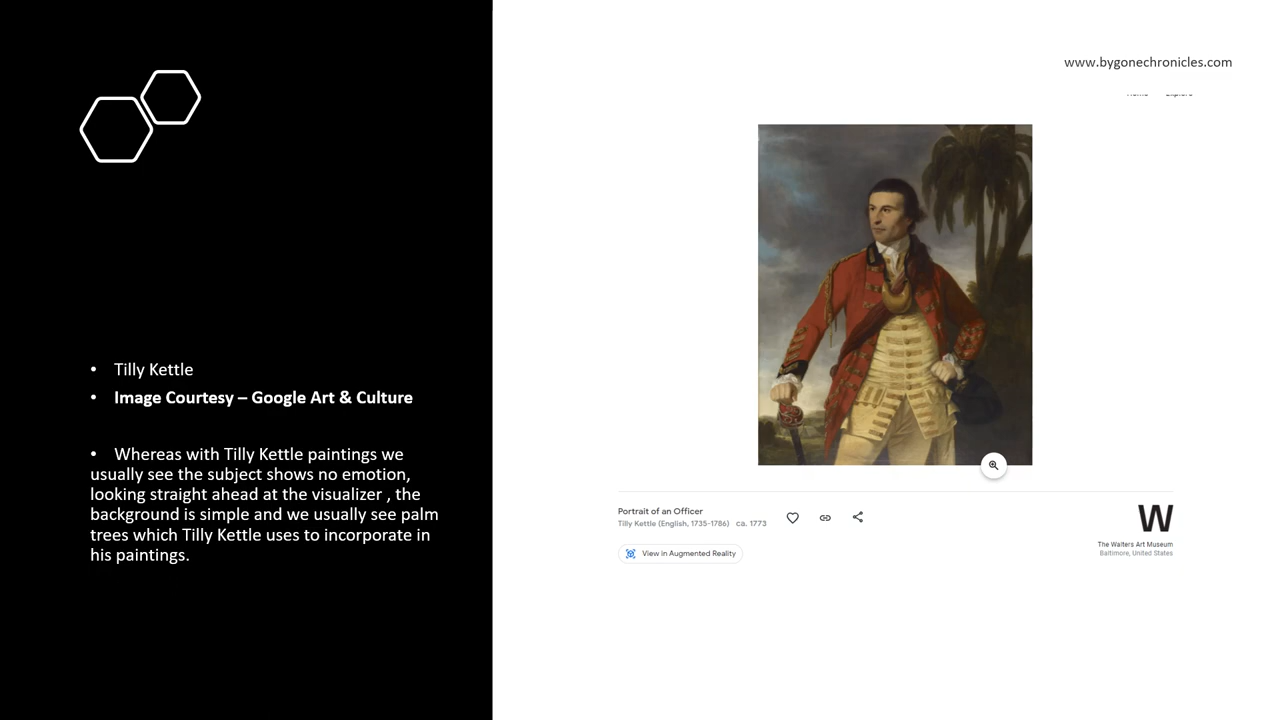 www.bygonechronicles.com
• Tilly Kettle
• Image Courtesy – Google Art & Culture
• Whereas with Tilly Kettle paintings we
usually see the subject shows no emotion,
looking straight ahead at the visualizer , the
background is simple and we usually see palm
trees which Tilly Kettle uses to incorporate in
his paintings.
Portrait of an Officer
Tilly Kettle (English, 1735-1786) ca. 1773
View in Augmented Reality
W
The Walters Art Museum
Baltimore, United States